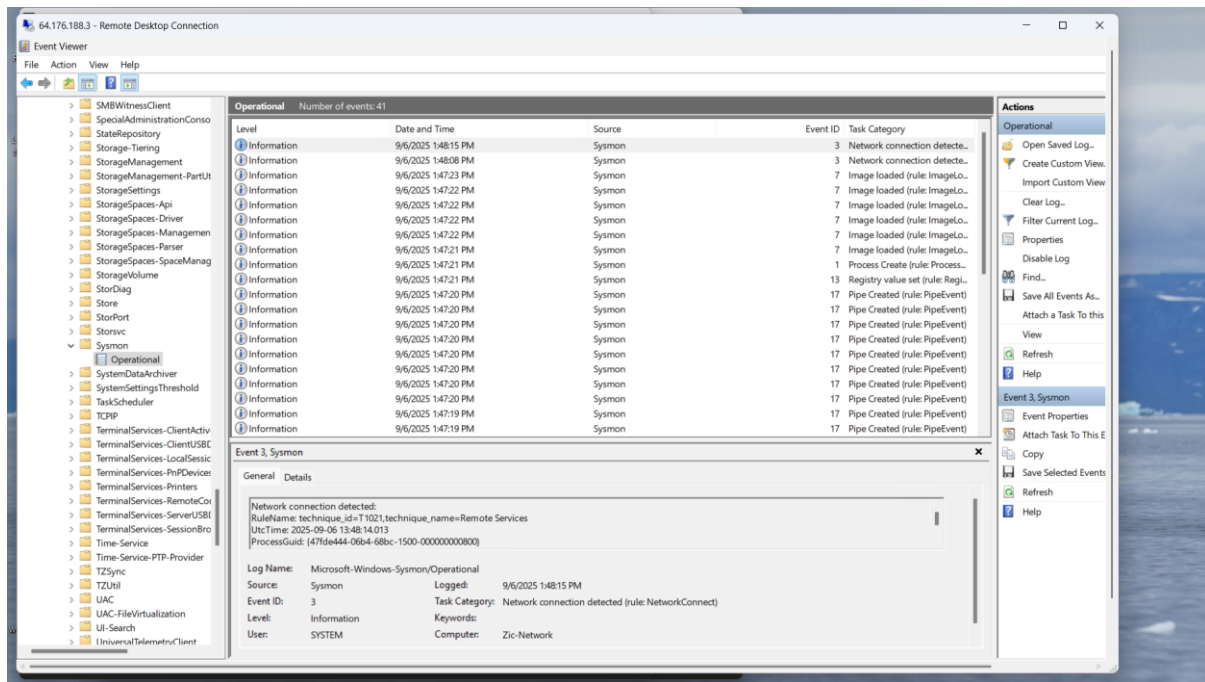 64.176.188.3 - Remote Desktop Connection
Event Viewer
File Action View Help
SMBWitnessClient
SpecialAdministrationConso
StateRepository
Storage-Tiering
StorageManagement
StorageManagement-PartUt
StorageSettings
StorageSpaces-Api
StorageSpaces-Driver
StorageSpaces-Managemen
StorageSpaces-Parser
StorageSpaces-SpaceManag
StorageVolume
StorDiag
Store
StorPort
Storsvc
Sysmon
Operational
SystemDataArchiver
SystemSettingsThreshold
TaskScheduler
TCPIP
TerminalServices-ClientActiv
TerminalServices-ClientUSBD
TerminalServices-LocalSessic
TerminalServices-PnPDevices
TerminalServices-Printers
TerminalServices-RemoteCor
TerminalServices-ServerUSBD
TerminalServices-SessionBro
Time-Service
Time-Service-PTP-Provider
TZSync
TZUtil
UAC
UAC-FileVirtualization
UI-Search
UniversalTelemetryClient
Operational Number of events: 41
Level Date and Time Source Event ID Task Category
Information 9/6/2025 1:48:15 PM Sysmon 3 Network connection detecte...
Information 9/6/2025 1:48:08 PM Sysmon 3 Network connection detecte...
Information 9/6/2025 1:47:23 PM Sysmon 7 Image loaded (rule: ImageLo...
Information 9/6/2025 1:47:22 PM Sysmon 7 Image loaded (rule: ImageLo...
Information 9/6/2025 1:47:22 PM Sysmon 7 Image loaded (rule: ImageLo...
Information 9/6/2025 1:47:22 PM Sysmon 7 Image loaded (rule: ImageLo...
Information 9/6/2025 1:47:22 PM Sysmon 7 Image loaded (rule: ImageLo...
Information 9/6/2025 1:47:21 PM Sysmon 7 Image loaded (rule: ImageLo...
Information 9/6/2025 1:47:21 PM Sysmon 1 Process Create (rule: Process...
Information 9/6/2025 1:47:21 PM Sysmon 13 Registry value set (rule: Regi...
Information 9/6/2025 1:47:20 PM Sysmon 17 Pipe Created (rule: PipeEvent)
Information 9/6/2025 1:47:20 PM Sysmon 17 Pipe Created (rule: PipeEvent)
Information 9/6/2025 1:47:20 PM Sysmon 17 Pipe Created (rule: PipeEvent)
Information 9/6/2025 1:47:20 PM Sysmon 17 Pipe Created (rule: PipeEvent)
Information 9/6/2025 1:47:20 PM Sysmon 17 Pipe Created (rule: PipeEvent)
Information 9/6/2025 1:47:20 PM Sysmon 17 Pipe Created (rule: PipeEvent)
Information 9/6/2025 1:47:20 PM Sysmon 17 Pipe Created (rule: PipeEvent)
Information 9/6/2025 1:47:20 PM Sysmon 17 Pipe Created (rule: PipeEvent)
Information 9/6/2025 1:47:19 PM Sysmon 17 Pipe Created (rule: PipeEvent)
Information 9/6/2025 1:47:19 PM Sysmon 17 Pipe Created (rule: PipeEvent)
Event 3, Sysmon
General Details
Network connection detected:
RuleName: technique_id=T1021,technique_name=Remote Services
UtcTime: 2025-09-06 13:48:14.013
ProcessGuid: {47fde444-06b4-68bc-1500-000000000800}
Log Name: Microsoft-Windows-Sysmon/Operational
Source: Sysmon Logged: 9/6/2025 1:48:15 PM
Event ID: 3 Task Category: Network connection detected (rule: NetworkConnect)
Level: Information Keywords:
User: SYSTEM Computer: Zic-Network
Actions
Operational
Open Saved Log...
Create Custom View.
Import Custom View
Clear Log...
Filter Current Log...
Properties
Disable Log
Find...
Save All Events As...
Attach a Task To this
View
Refresh
Help
Event 3, Sysmon
Event Properties
Attach Task To This E
Copy
Save Selected Events
Refresh
Help